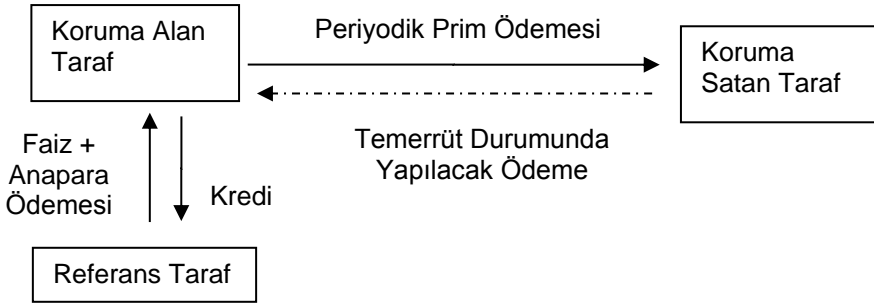 Koruma Alan
Taraf
Periyodik Prim Ödemesi
Koruma
Satan Taraf
Temerrüt Durumunda
Yapılacak Ödeme
Faiz +
Anapara
Ödemesi
Kredi
Referans Taraf